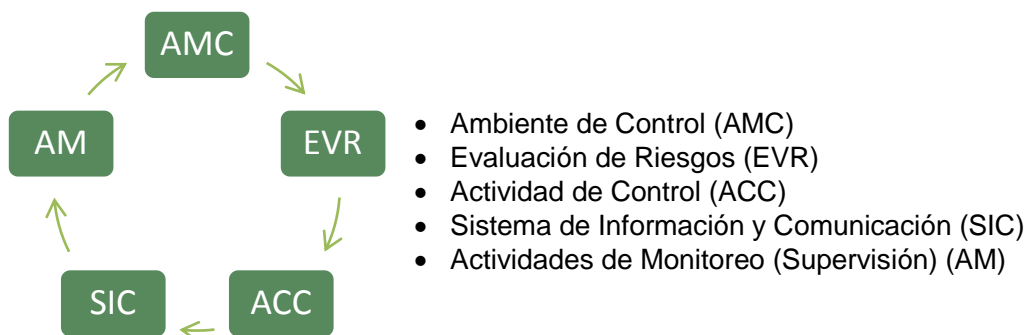 AMC
EVR
ACC
SIC
AM
• Ambiente de Control (AMC)
• Evaluación de Riesgos (EVR)
• Actividad de Control (ACC)
• Sistema de Información y Comunicación (SIC)
• Actividades de Monitoreo (Supervisión) (AM)